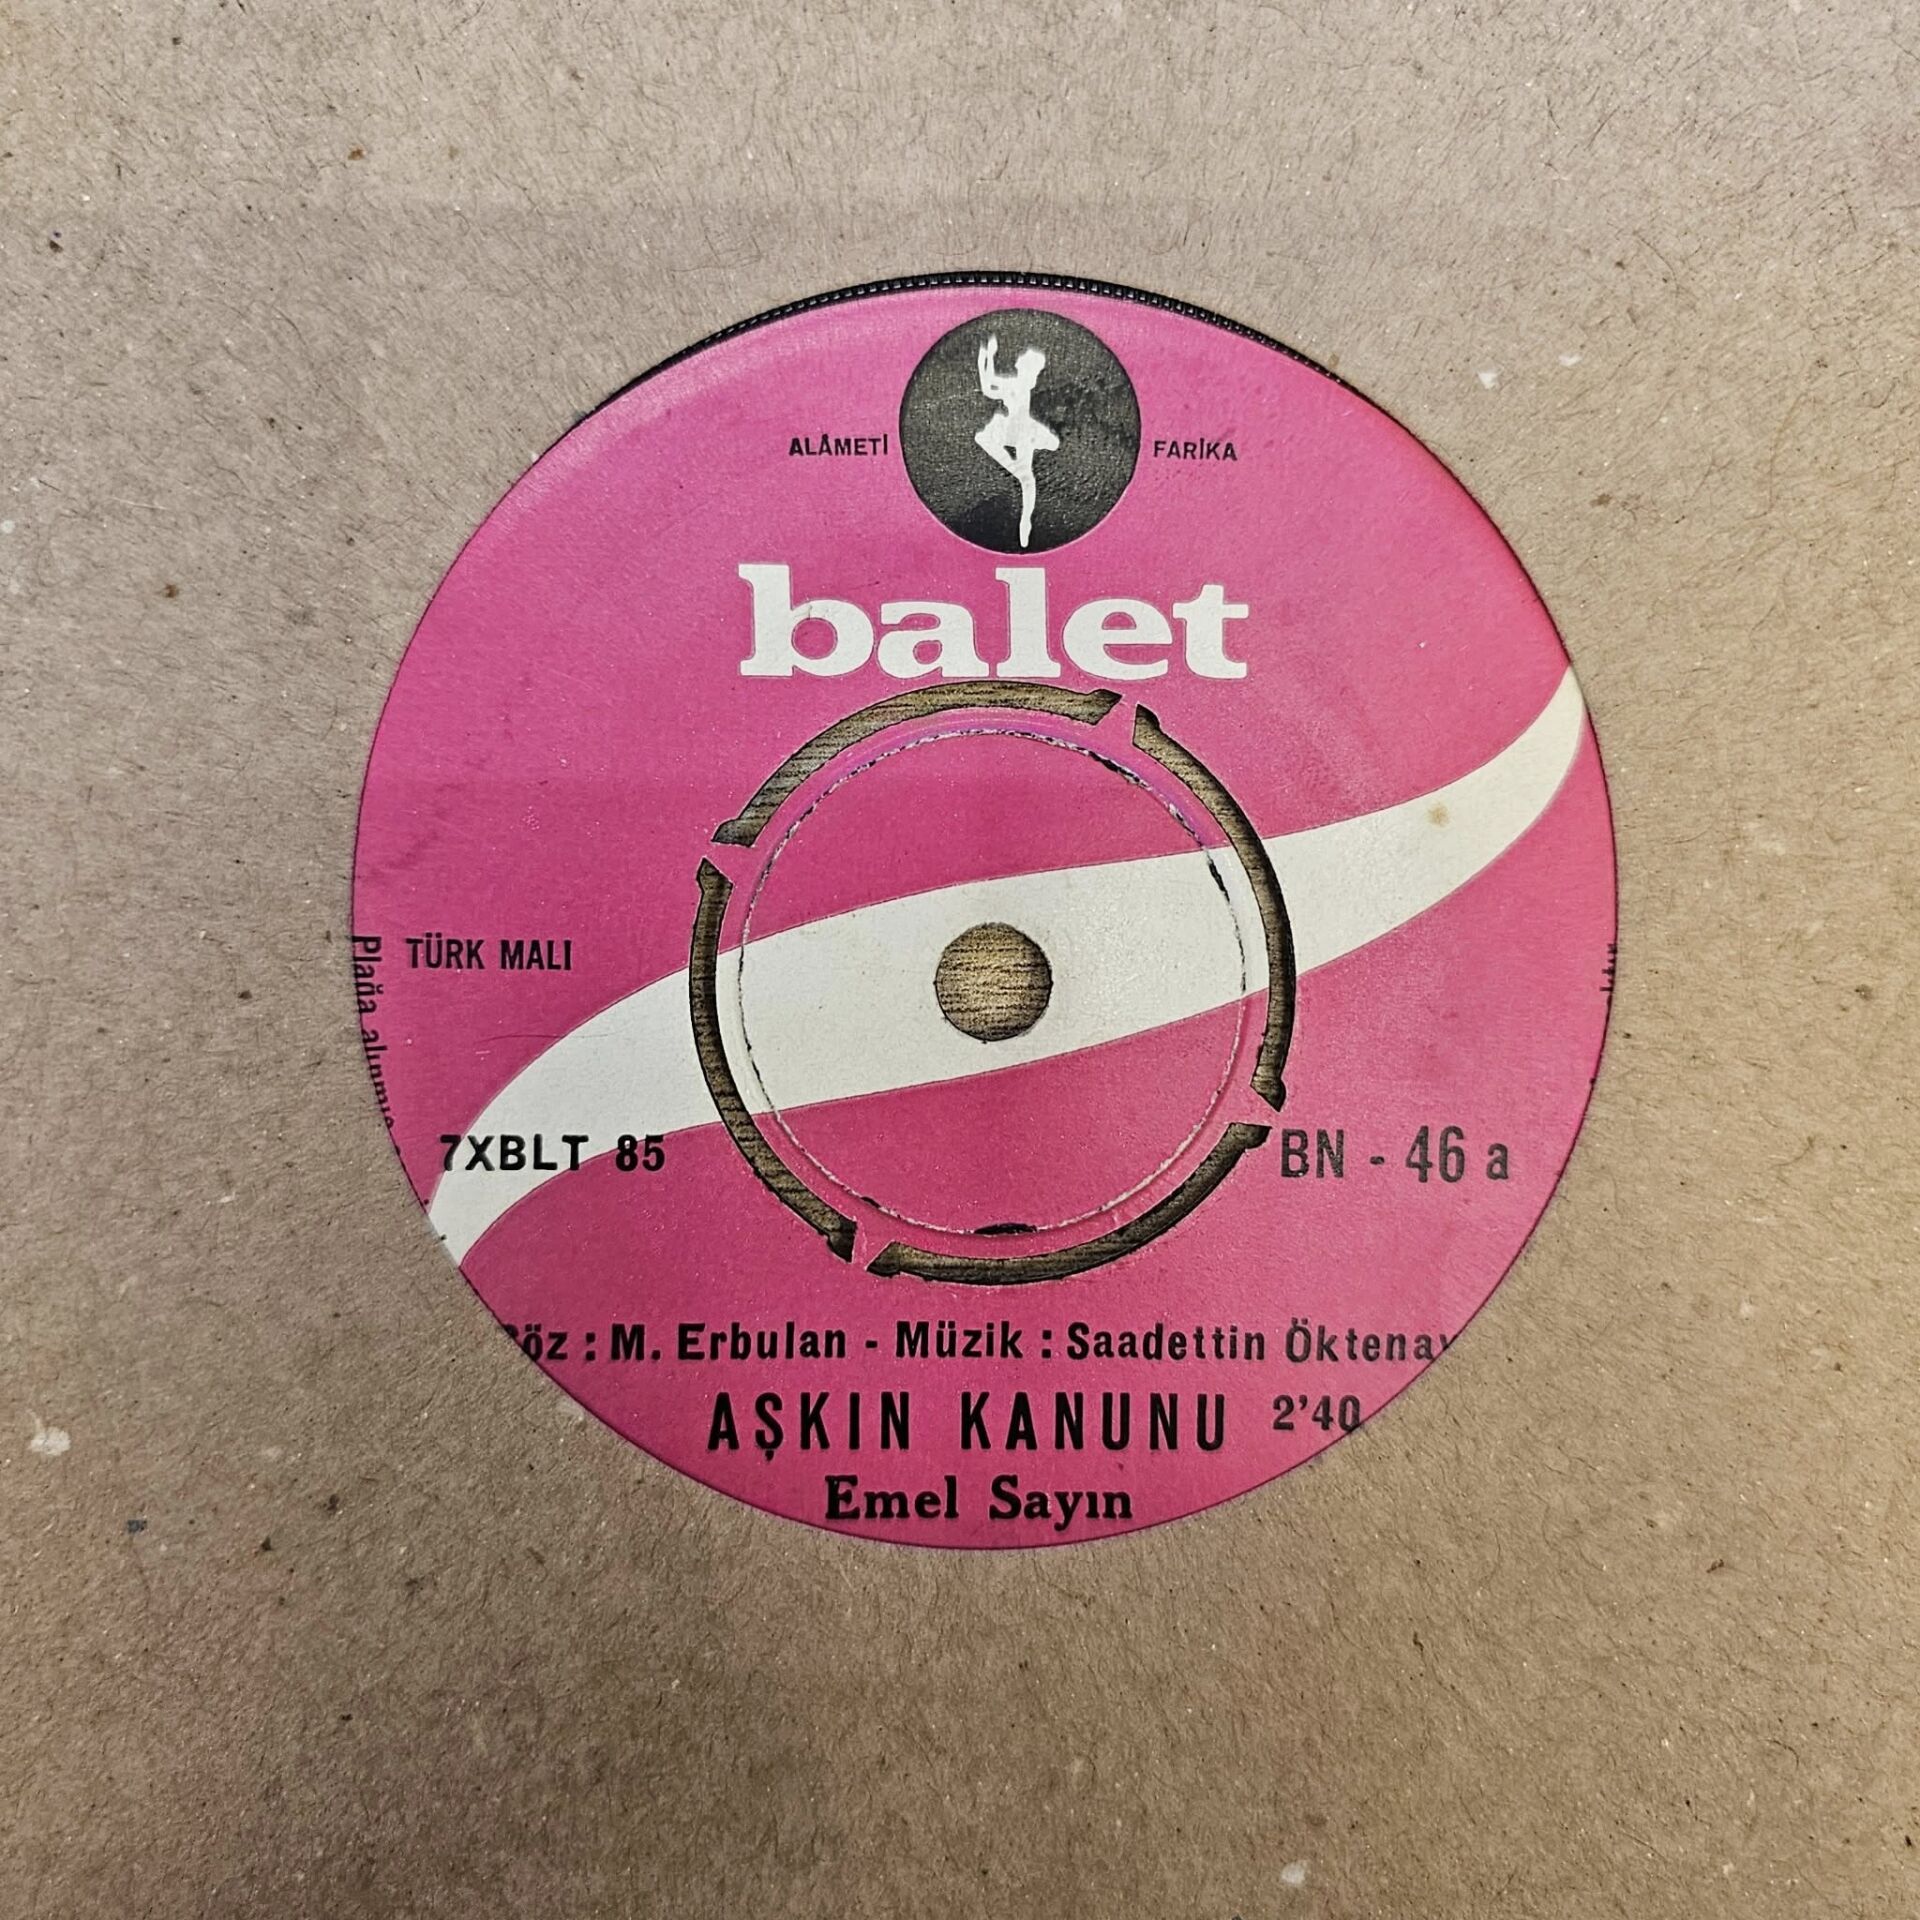 ALÂMETİ FARİKA
balet
TÜRK MALI
Plağa
7XBLT 85 BN - 46 a
: M. Erbulan - Müzik : Saadettin
AŞKIN KANUNU 2'40
Emel Sayın